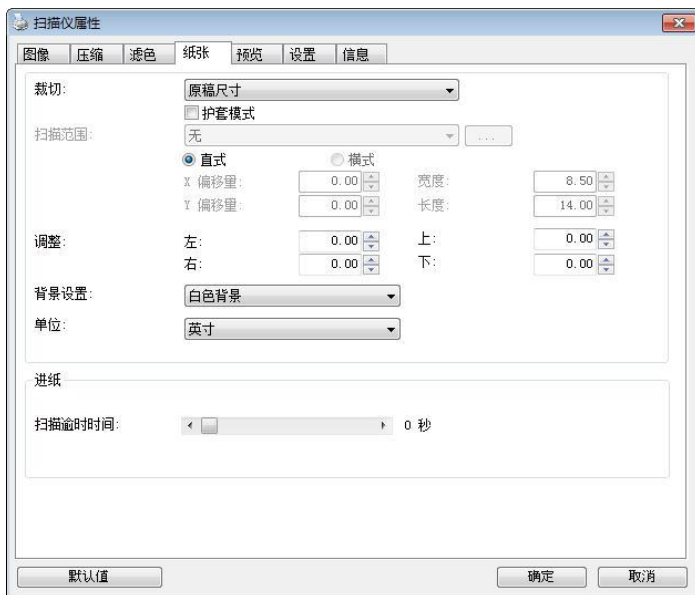 扫描仪属性
图像 压缩 滤色 纸张 预览 设置 信息
裁切: 原稿尺寸
护套模式
扫描范围: 无 ...
直式 横式
X 偏移量: 0.00 宽度: 8.50
Y 偏移量: 0.00 长度: 14.00
调整: 左: 0.00 上: 0.00
右: 0.00 下: 0.00
背景设置: 白色背景
单位: 英寸
进纸
扫描逾时时间: 0 秒
默认值 确定 取消